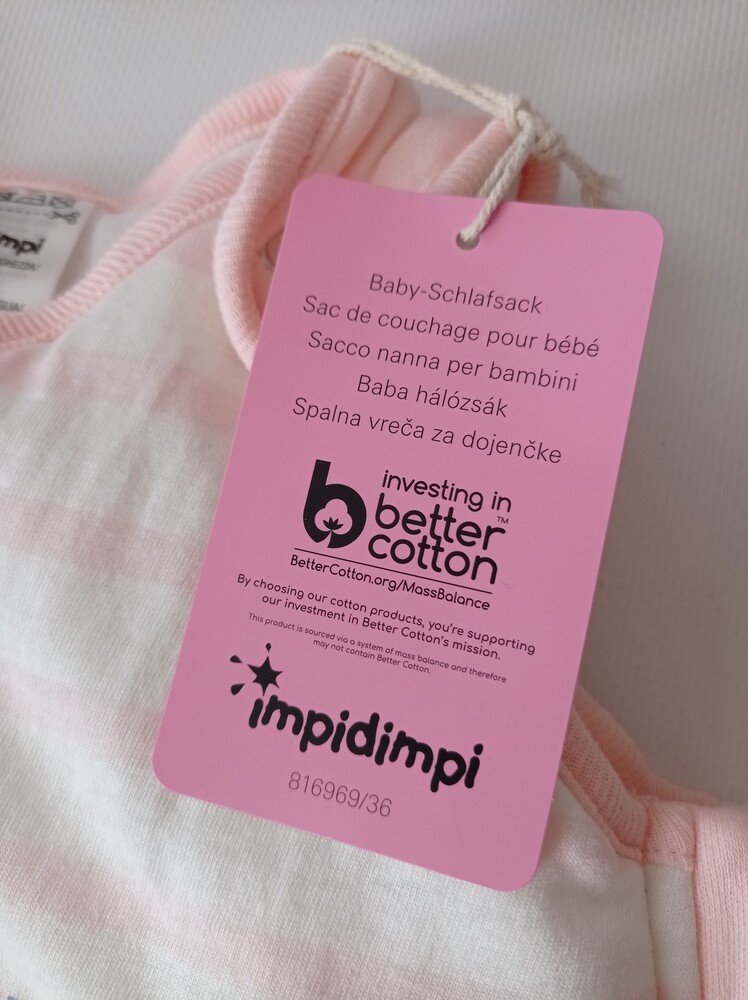 Baby-Schlafsack
Sac de couchage pour bébé
Sacco nanna per bambini
Baba hálózsák
Spalna vreča za dojenčke
investing in
better™
cotton
BetterCotton.org/MassBalance
By choosing our cotton products, you're supporting
our investment in Better Cotton's mission.
This product is sourced via a system of mass balance and therefore
may not contain Better Cotton.
impidimpi
816969/36